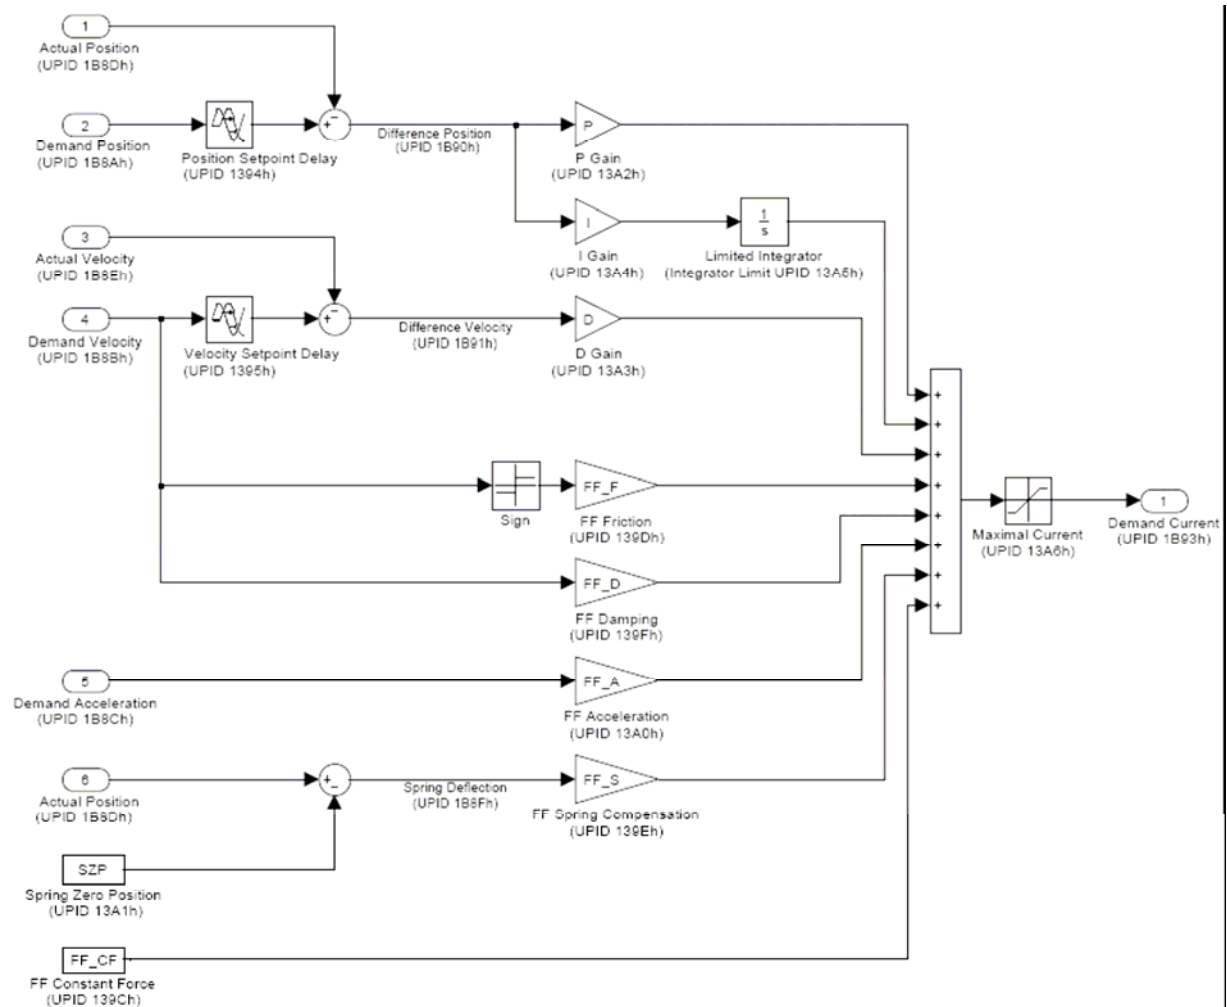 1
Actual Position
(UPID 1B8Dh)
2
Demand Position
(UPID 1B8Ah)
Position Setpoint Delay
(UPID 1394h)
+
−
Difference Position
(UPID 1B90h)
P
P Gain
(UPID 13A2h)
I
I Gain
(UPID 13A4h)
1
s
Limited Integrator
(Integrator Limit UPID 13A5h)
3
Actual Velocity
(UPID 1B8Eh)
4
Demand Velocity
(UPID 1B8Bh)
Velocity Setpoint Delay
(UPID 1395h)
+
−
Difference Velocity
(UPID 1B91h)
D
D Gain
(UPID 13A3h)
Sign
FF_F
FF Friction
(UPID 139Dh)
FF_D
FF Damping
(UPID 139Fh)
5
Demand Acceleration
(UPID 1B8Ch)
FF_A
FF Acceleration
(UPID 13A0h)
6
Actual Position
(UPID 1B8Dh)
+
−
Spring Deflection
(UPID 1B8Fh)
FF_S
FF Spring Compensation
(UPID 139Eh)
SZP
Spring Zero Position
(UPID 13A1h)
FF_CF
FF Constant Force
(UPID 139Ch)
+
+
+
+
+
+
+
+
Maximal Current
(UPID 13A6h)
1
Demand Current
(UPID 1B93h)